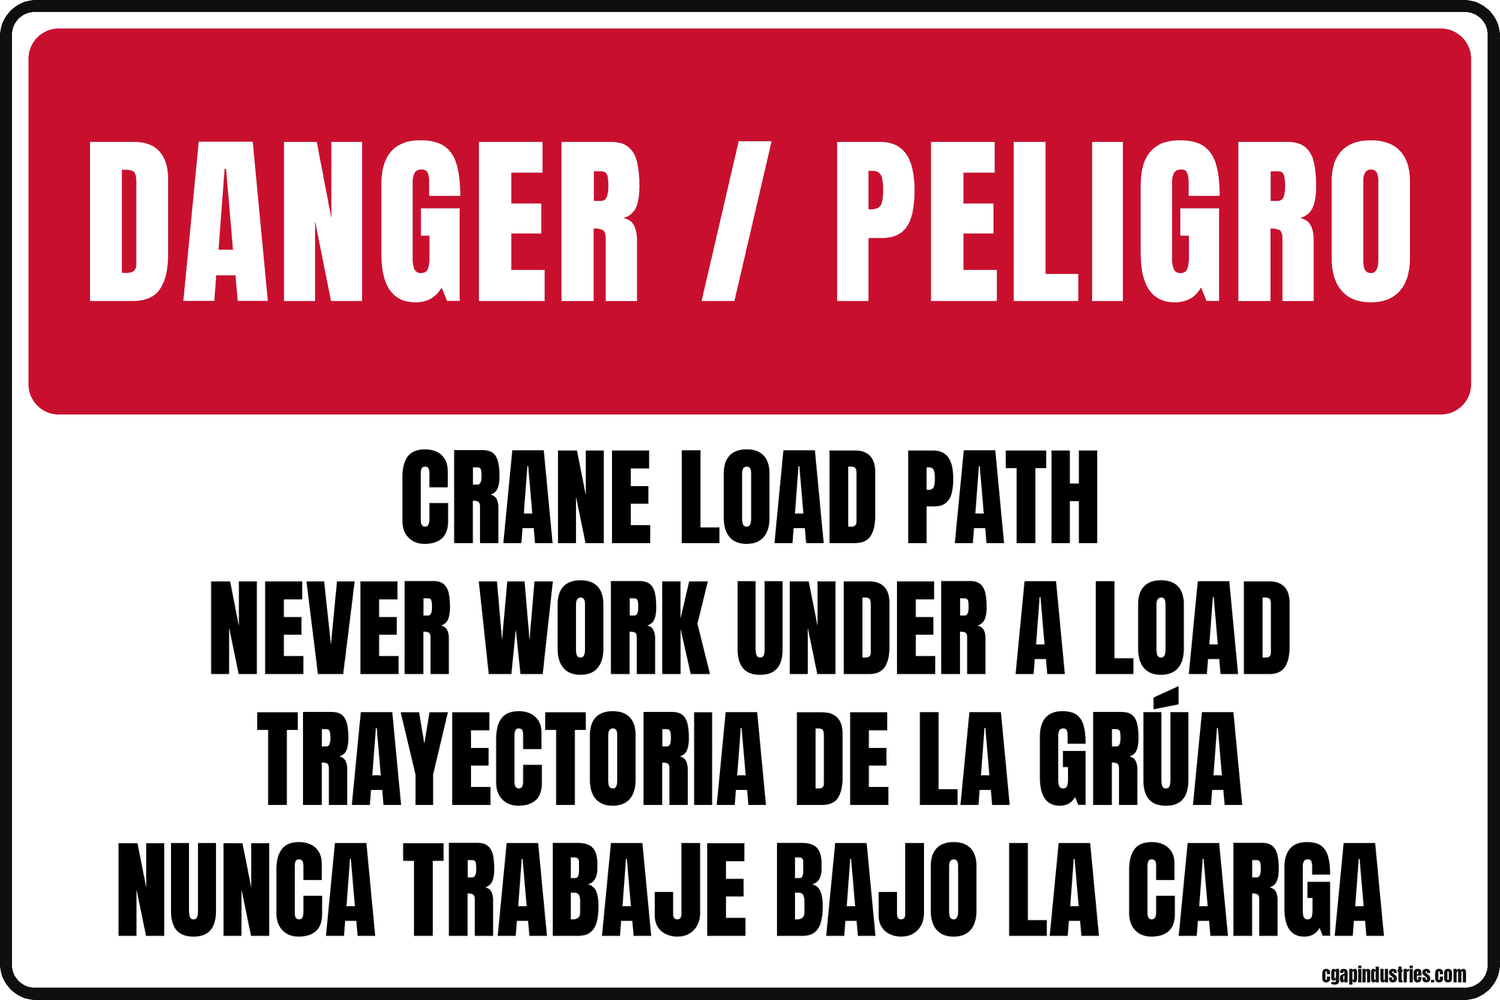 DANGER / PELIGRO
CRANE LOAD PATH
NEVER WORK UNDER A LOAD
TRAYECTORIA DE LA GRÚA
NUNCA TRABAJE BAJO LA CARGA
cgapindustries.com